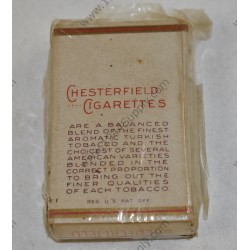 CHESTERFIELD
CIGARETTES
ARE A BALANCED
BLEND OF THE FINEST
AROMATIC TURKISH
TOBACCO AND THE
CHOICEST OF SEVERAL
AMERICAN VARIETIES
BLENDED IN THE
CORRECT PROPORTION
TO BRING OUT THE
FINER QUALITIES
OF EACH TOBACCO
REG. U.S. PAT. OFF.